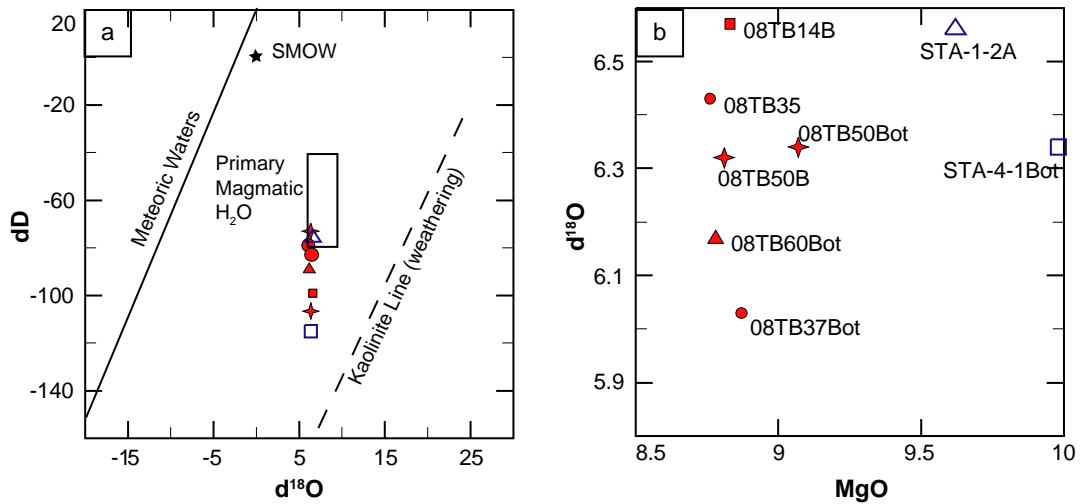 a
20
-20
-60
-100
-140
dD
SMOW
Meteoric Waters
Primary
Magmatic
H₂O
Kaolinite Line (weathering)
-15
-5
5
15
25
d¹⁸O
b
6.5
6.3
6.1
5.9
d¹⁸O
08TB14B
STA-1-2A
08TB35
08TB50Bot
08TB50B
STA-4-1Bot
08TB60Bot
08TB37Bot
8.5
9
9.5
10
MgO